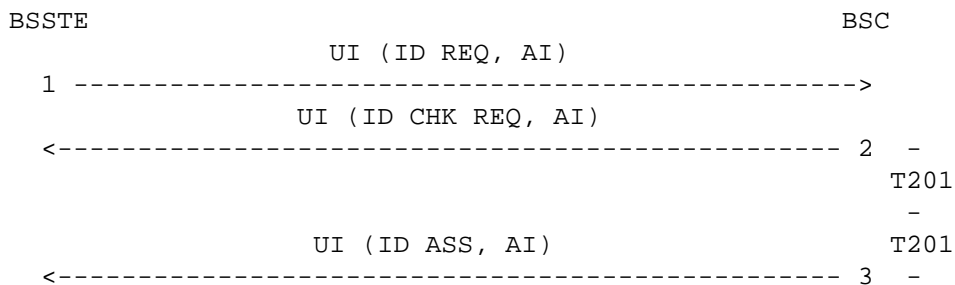 BSSTE BSC
UI (ID REQ, AI)
1 ------------------------------------------------->
UI (ID CHK REQ, AI)
<------------------------------------------------- 2 -
T201
-
UI (ID ASS, AI) T201
<------------------------------------------------- 3 -